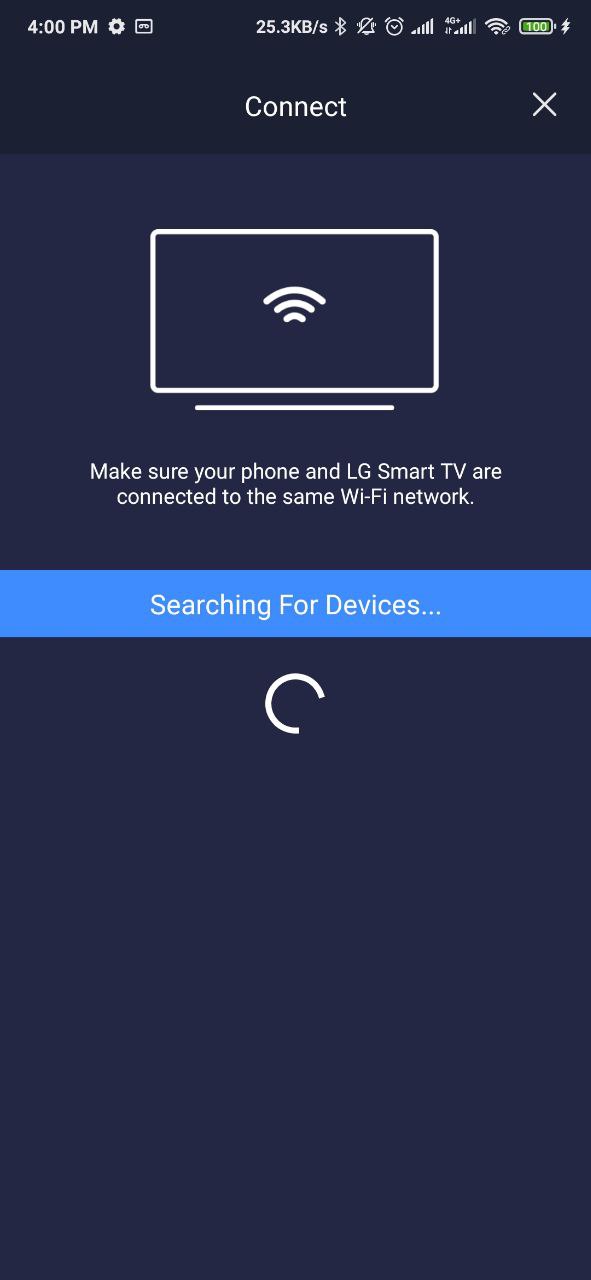 4:00 PM 25.3KB/s 4G+ 100
Connect
Make sure your phone and LG Smart TV are
connected to the same Wi-Fi network.
Searching For Devices...